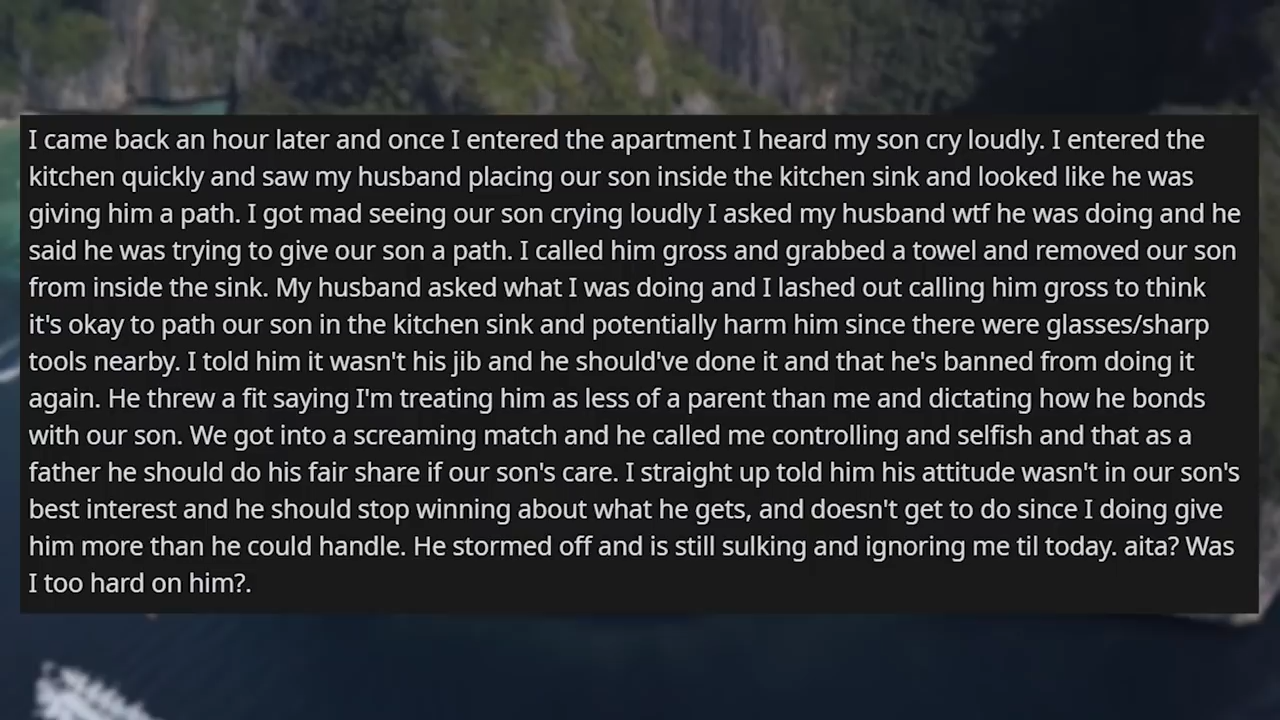 I came back an hour later and once I entered the apartment I heard my son cry loudly. I entered the
kitchen quickly and saw my husband placing our son inside the kitchen sink and looked like he was
giving him a path. I got mad seeing our son crying loudly I asked my husband wtf he was doing and he
said he was trying to give our son a path. I called him gross and grabbed a towel and removed our son
from inside the sink. My husband asked what I was doing and I lashed out calling him gross to think
it's okay to path our son in the kitchen sink and potentially harm him since there were glasses/sharp
tools nearby. I told him it wasn't his jib and he should've done it and that he's banned from doing it
again. He threw a fit saying I'm treating him as less of a parent than me and dictating how he bonds
with our son. We got into a screaming match and he called me controlling and selfish and that as a
father he should do his fair share if our son's care. I straight up told him his attitude wasn't in our son's
best interest and he should stop winning about what he gets, and doesn't get to do since I doing give
him more than he could handle. He stormed off and is still sulking and ignoring me til today. aita? Was
I too hard on him?.